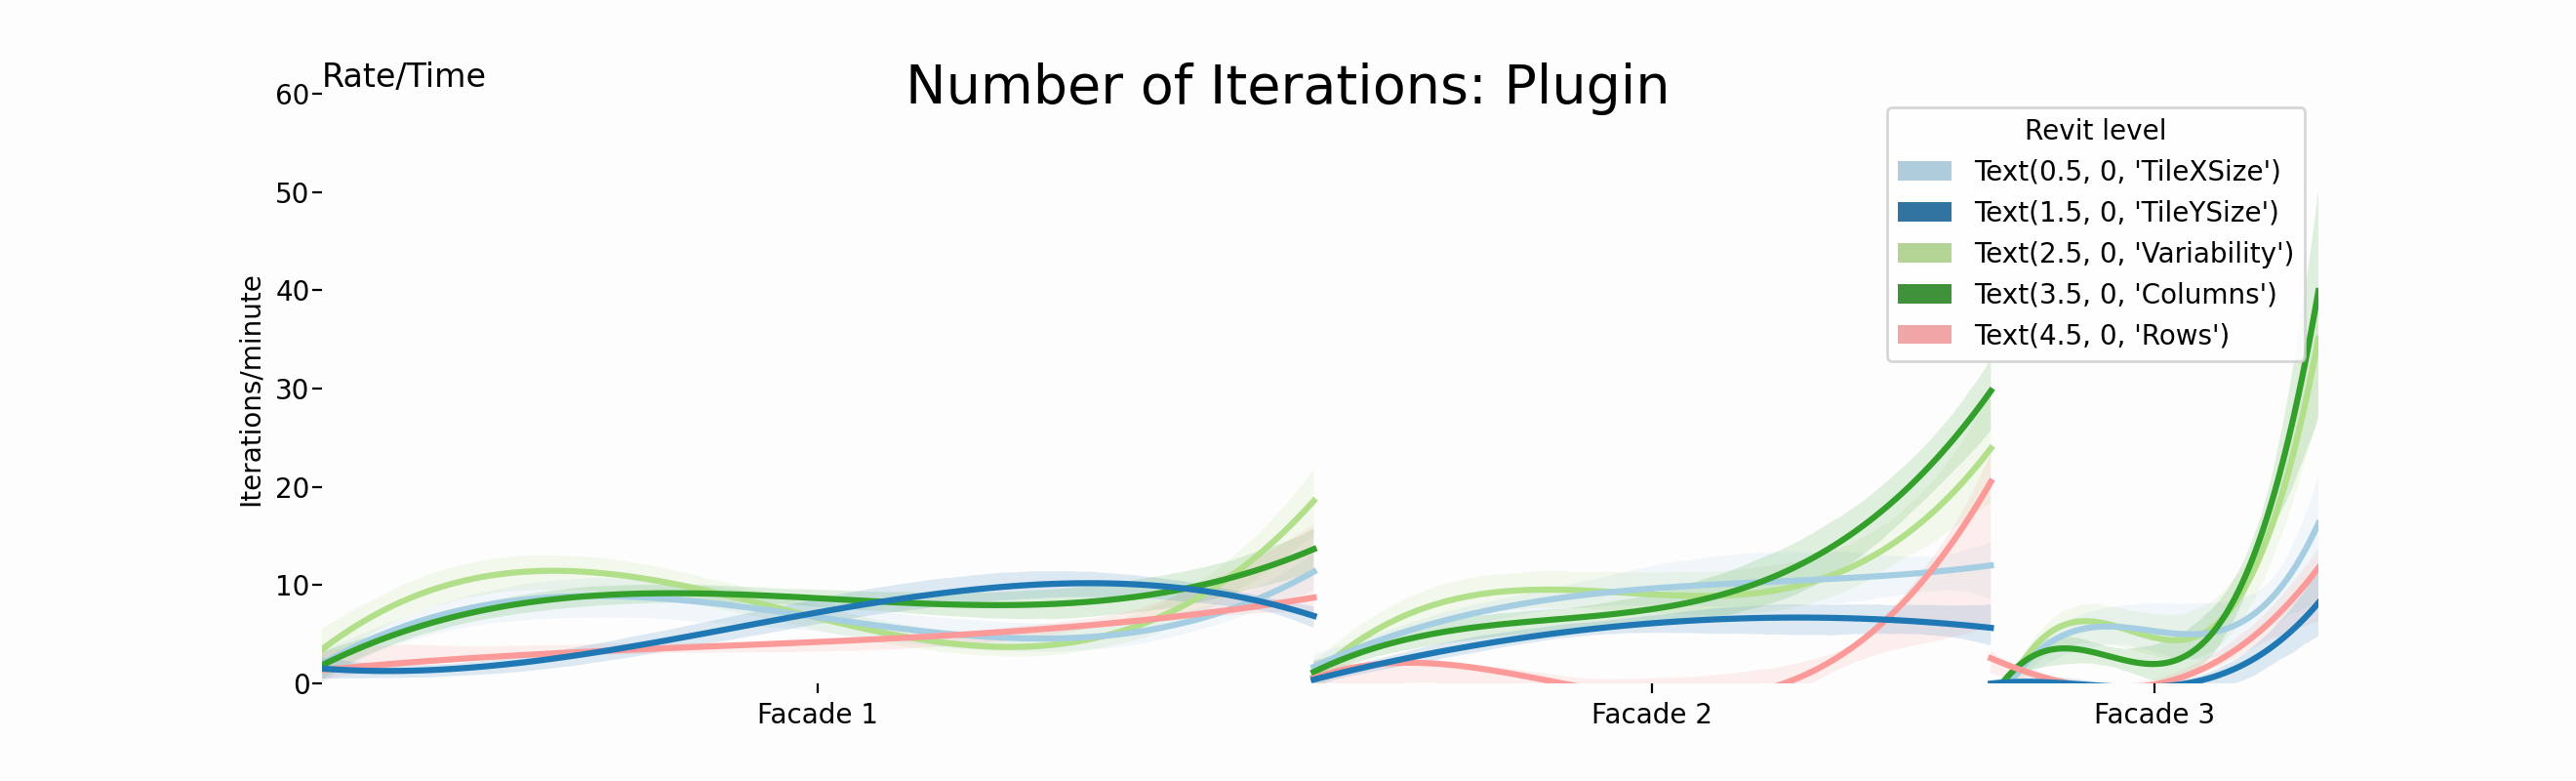 Rate/Time
Number of Iterations: Plugin
60
50
40
30
20
10
0
Iterations/minute
Revit level
Text(0.5, 0, 'TileXSize')
Text(1.5, 0, 'TileYSize')
Text(2.5, 0, 'Variability')
Text(3.5, 0, 'Columns')
Text(4.5, 0, 'Rows')
Facade 1
Facade 2
Facade 3